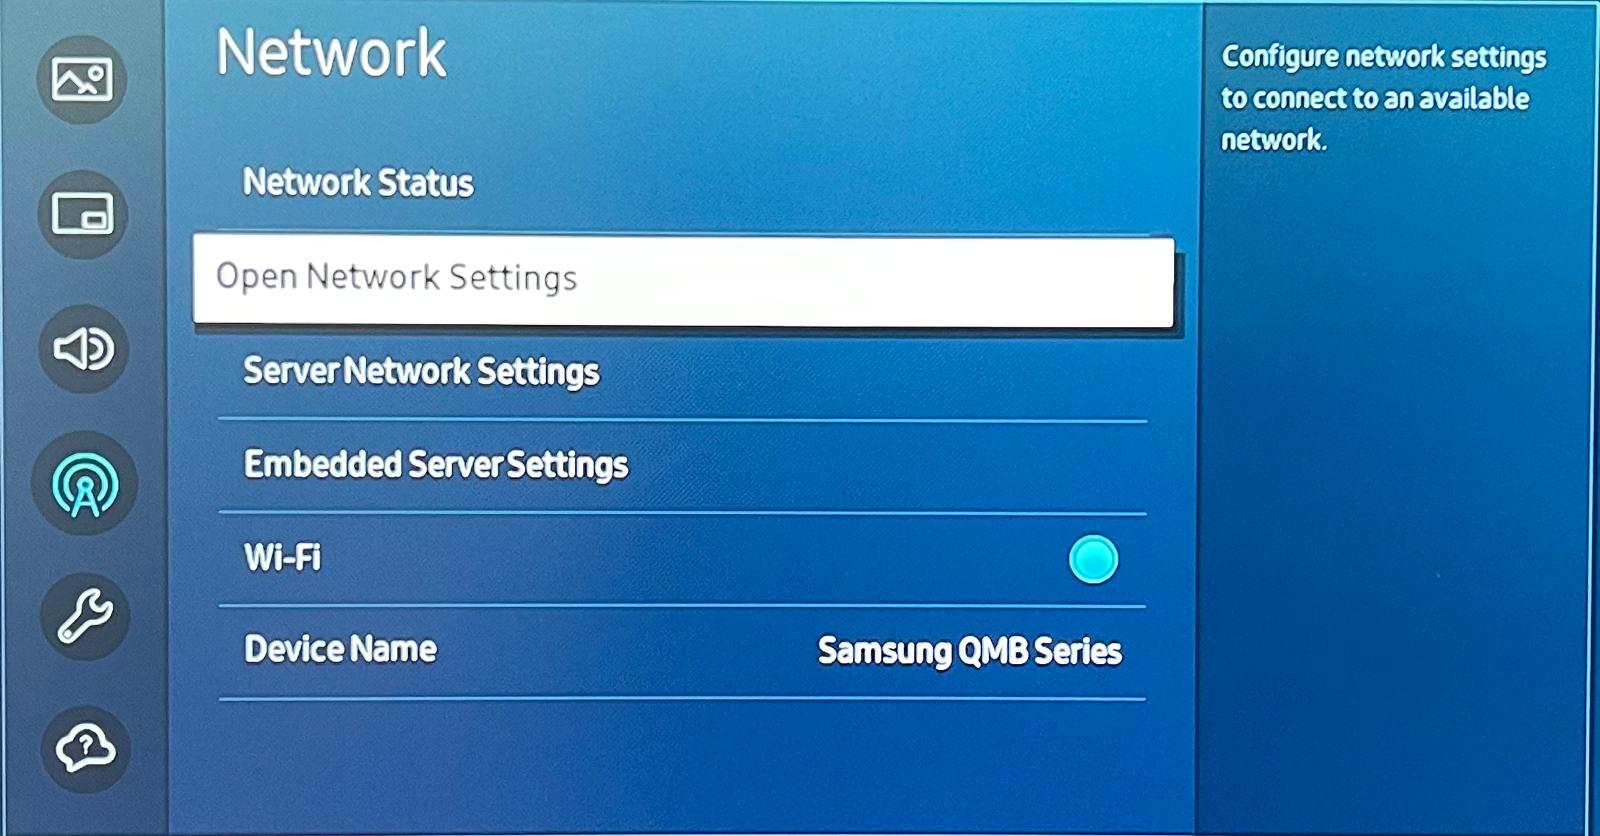 Network
Network Status
Open Network Settings
Server Network Settings
Embedded Server Settings
Wi-Fi
Device Name
Samsung QMB Series
Configure network settings
to connect to an available
network.
?